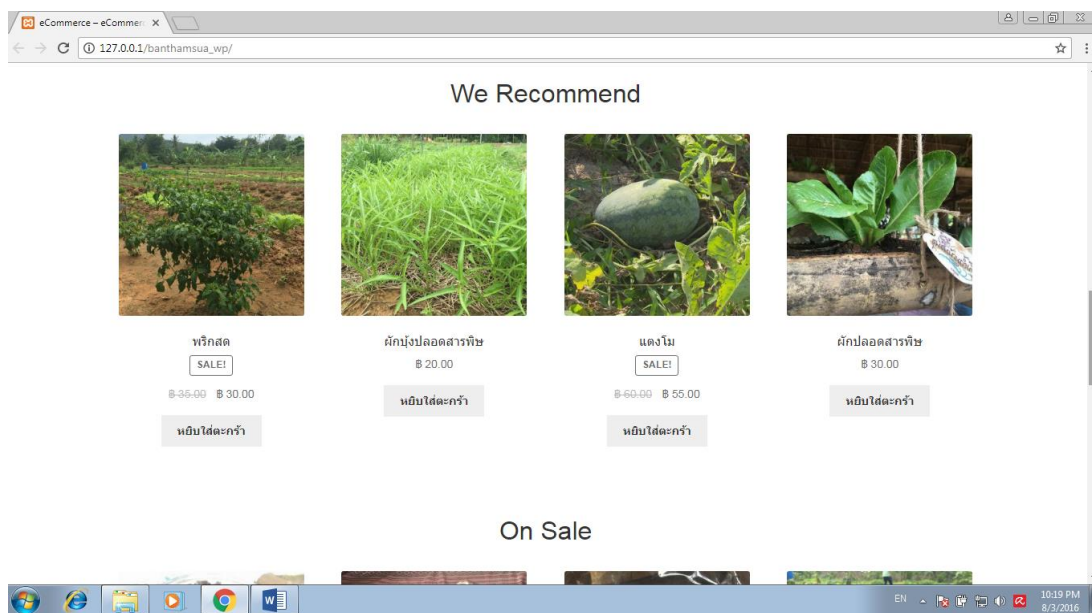 eCommerce – eCommer
127.0.0.1/banthamsua_wp/
We Recommend
พริกสด
SALE!
฿ 35.00 ฿ 30.00
หยิบใส่ตะกร้า
ผักบุ้งปลอดสารพิษ
฿ 20.00
หยิบใส่ตะกร้า
แตงโม
SALE!
฿ 60.00 ฿ 55.00
หยิบใส่ตะกร้า
ผักปลอดสารพิษ
฿ 30.00
หยิบใส่ตะกร้า
On Sale
EN
10:19 PM
8/3/2016